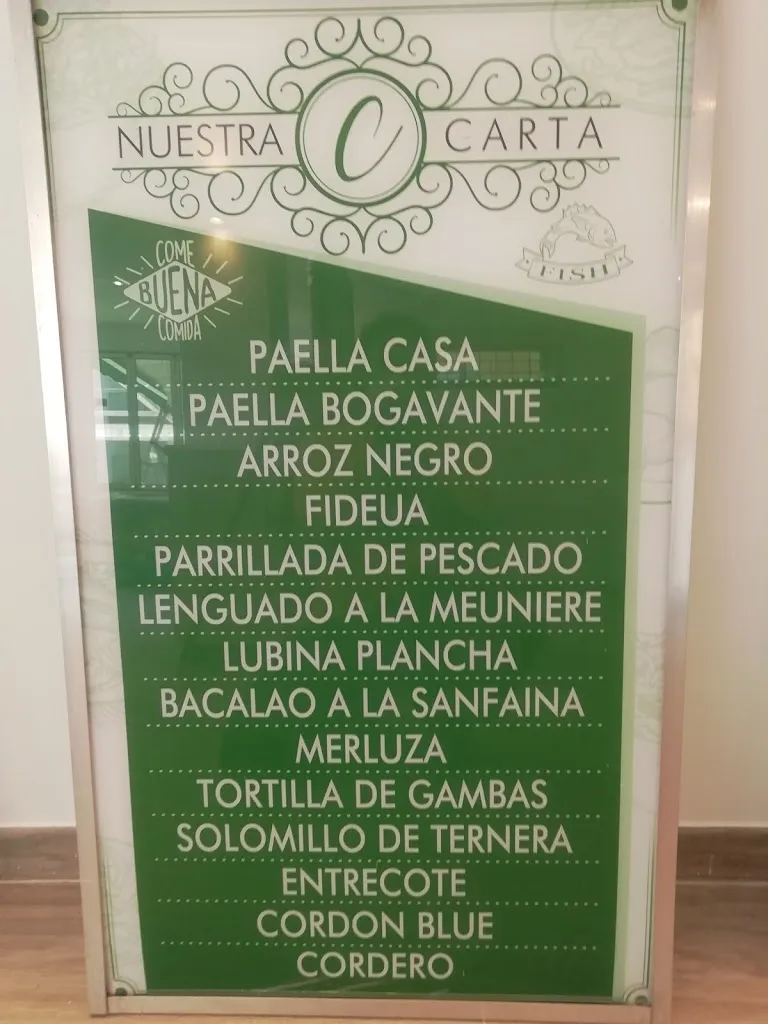 NUESTRA C CARTA
COME
BUENA
COMIDA
FISH
PAELLA CASA
PAELLA BOGAVANTE
ARROZ NEGRO
FIDEUA
PARRILLADA DE PESCADO
LENGUADO A LA MEUNIERE
LUBINA PLANCHA
BACALAO A LA SANFAINA
MERLUZA
TORTILLA DE GAMBAS
SOLOMILLO DE TERNERA
ENTRECOTE
CORDON BLUE
CORDERO